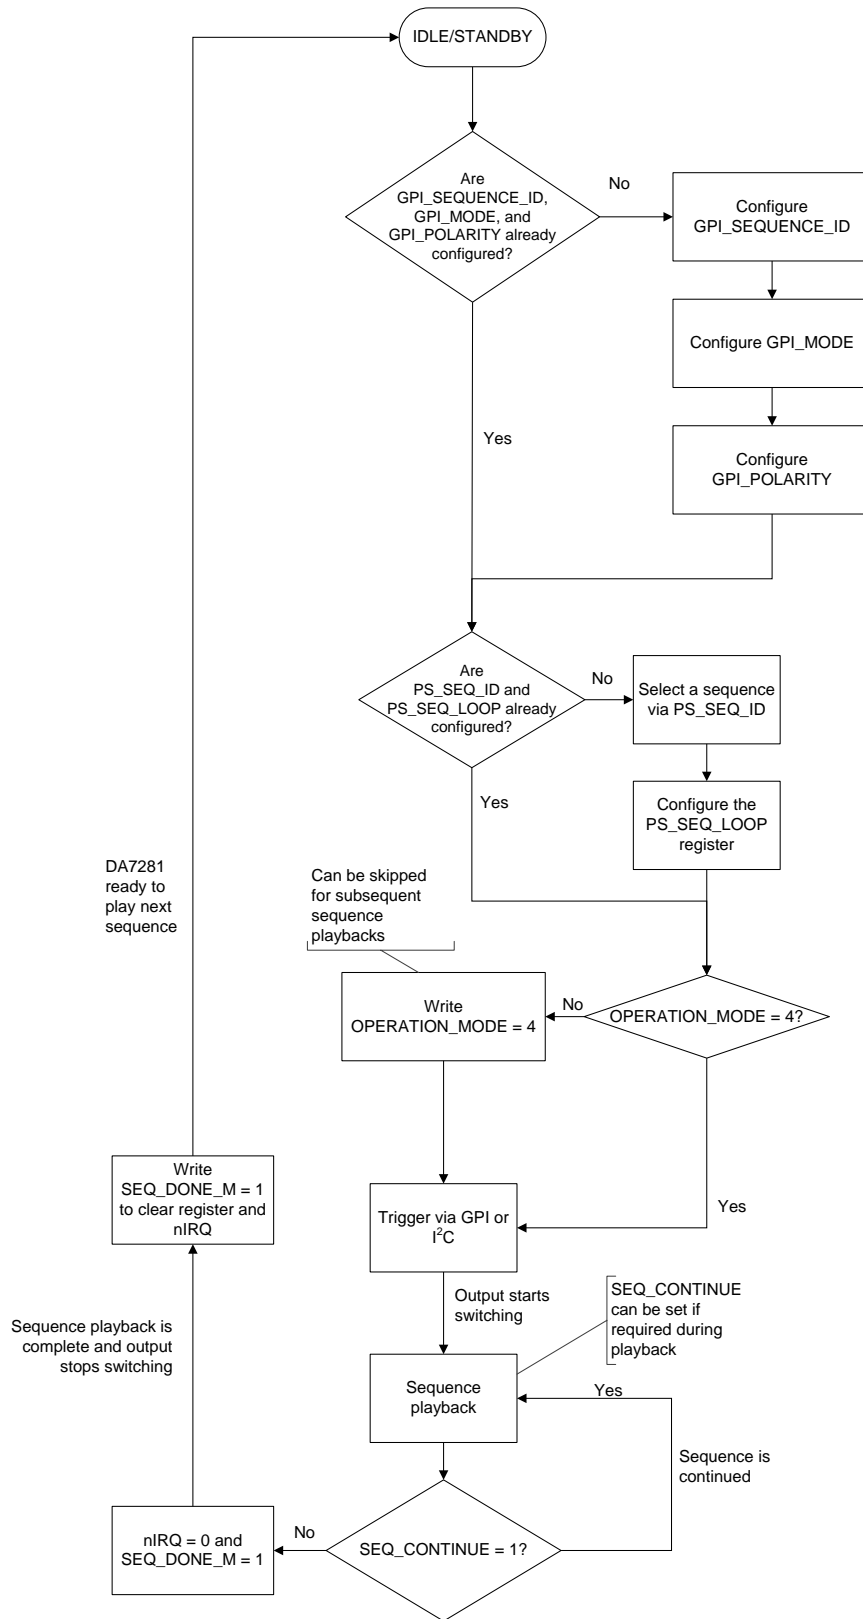 IDLE/STANDBY
Are
GPI_SEQUENCE_ID,
GPI_MODE, and
GPI_POLARITY already
configured?
No
Configure
GPI_SEQUENCE_ID
Configure GPI_MODE
Configure
GPI_POLARITY
Yes
Are
PS_SEQ_ID and
PS_SEQ_LOOP already
configured?
No
Select a sequence
via PS_SEQ_ID
Configure the
PS_SEQ_LOOP
register
Yes
DA7281
ready to
play next
sequence
Can be skipped
for subsequent
sequence
playbacks
Write
OPERATION_MODE = 4
No
OPERATION_MODE = 4?
Yes
Write
SEQ_DONE_M = 1
to clear register and
nIRQ
Trigger via GPI or
I²C
Output starts
switching
SEQ_CONTINUE
can be set if
required during
playback
Sequence playback is
complete and output
stops switching
Sequence
playback
Yes
Sequence is
continued
nIRQ = 0 and
SEQ_DONE_M = 1
No
SEQ_CONTINUE = 1?